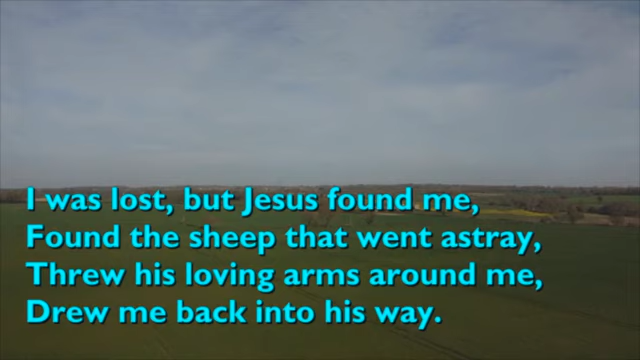 I was lost, but Jesus found me,
Found the sheep that went astray,
Threw his loving arms around me,
Drew me back into his way.